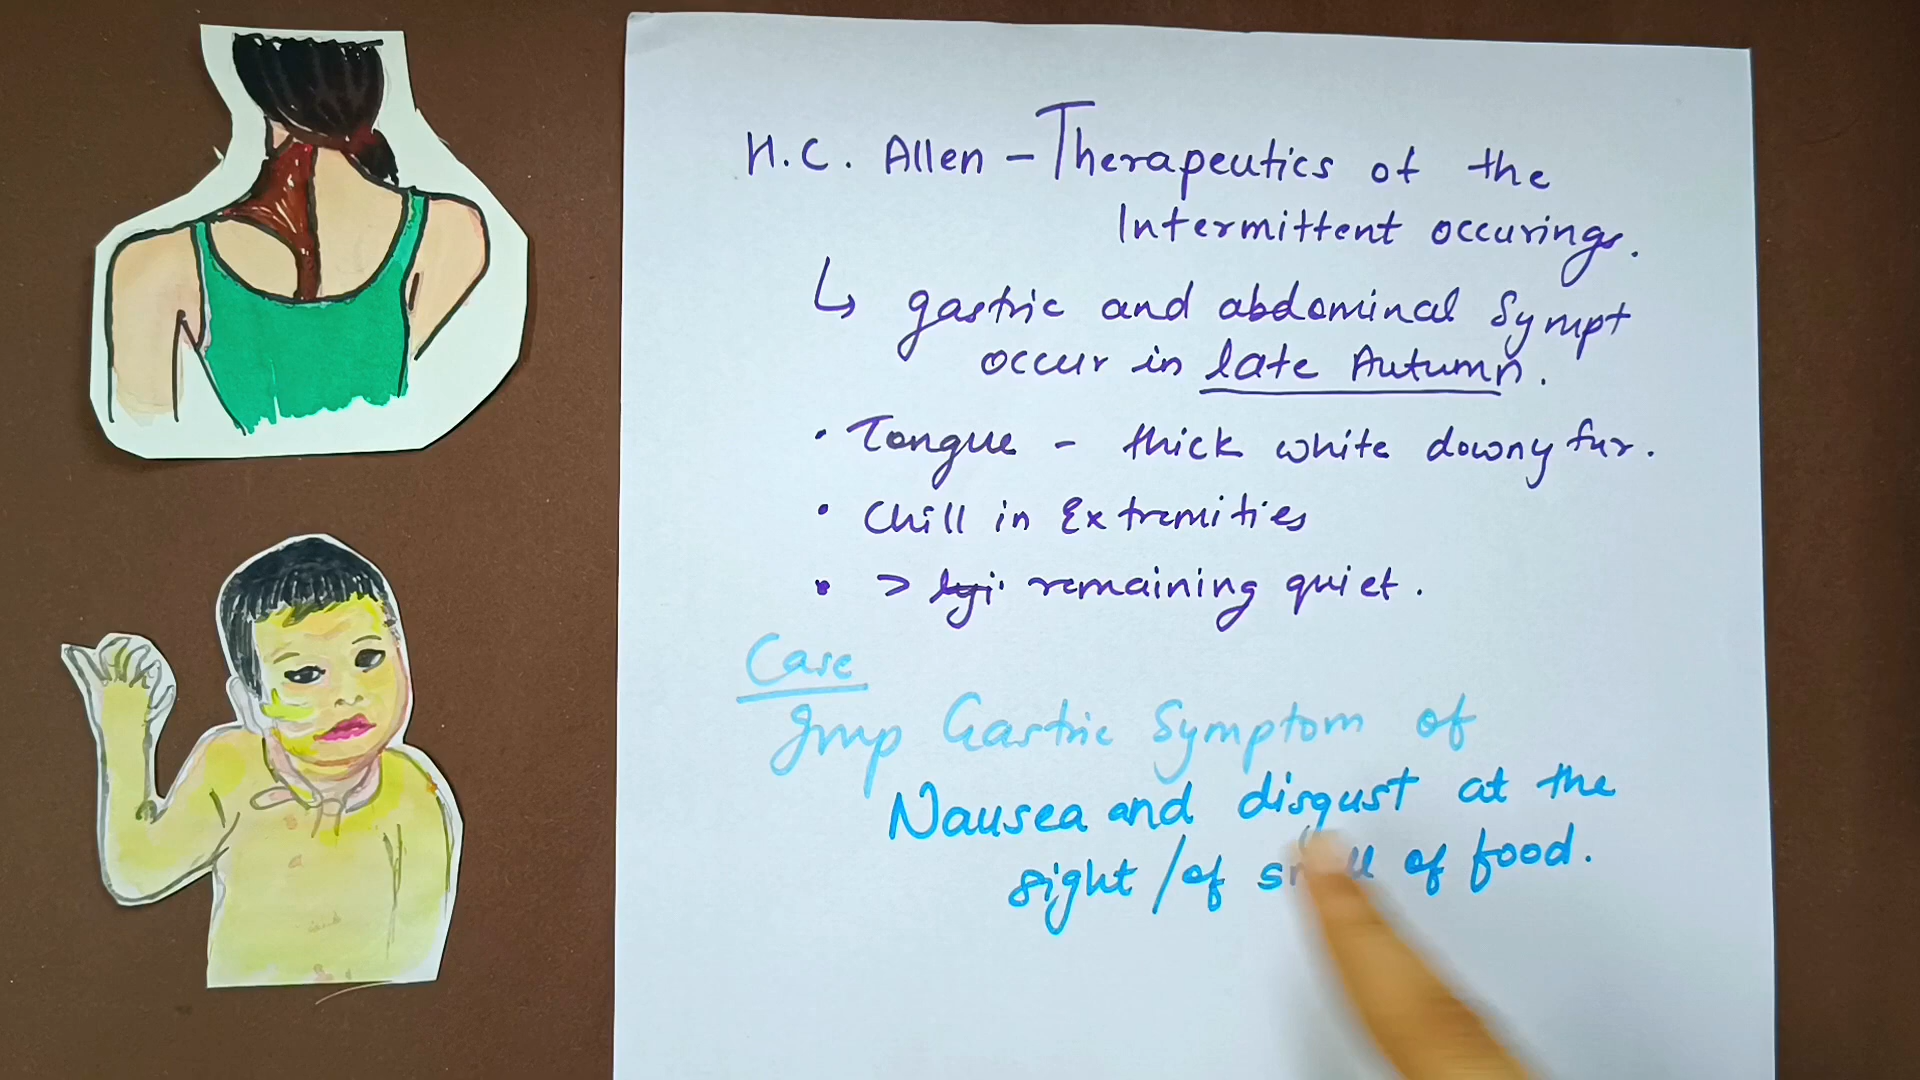 H.C. Allen - Therapeutics of the
Intermittent occurings.
↳ gastric and abdominal Sympt
occur in late Autumn.
• Tongue - thick white downy fur.
• Chill in Extremities
• > remaining quiet.
Case
Imp Gastric Symptom of
Nausea and disgust at the
sight / of of food.